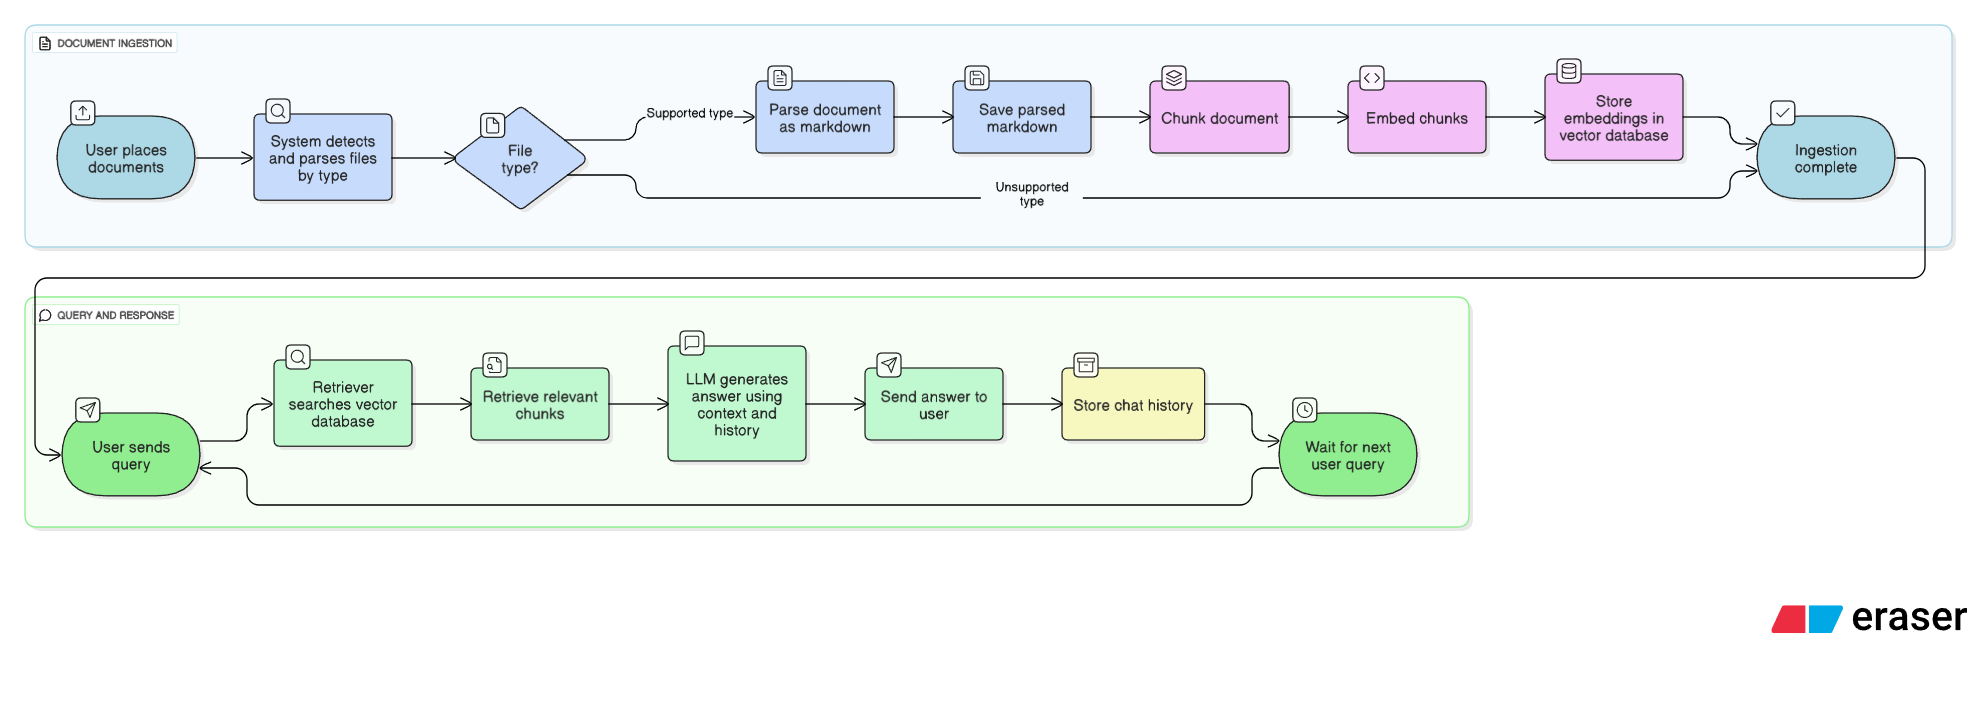 DOCUMENT INGESTION
User places
documents
System detects
and parses files
by type
File
type?
Supported type
Unsupported
type
Parse document
as markdown
Save parsed
markdown
Chunk document
Embed chunks
Store
embeddings in
vector database
Ingestion
complete
QUERY AND RESPONSE
User sends
query
Retriever
searches vector
database
Retrieve relevant
chunks
LLM generates
answer using
context and
history
Send answer to
user
Store chat history
Wait for next
user query
eraser